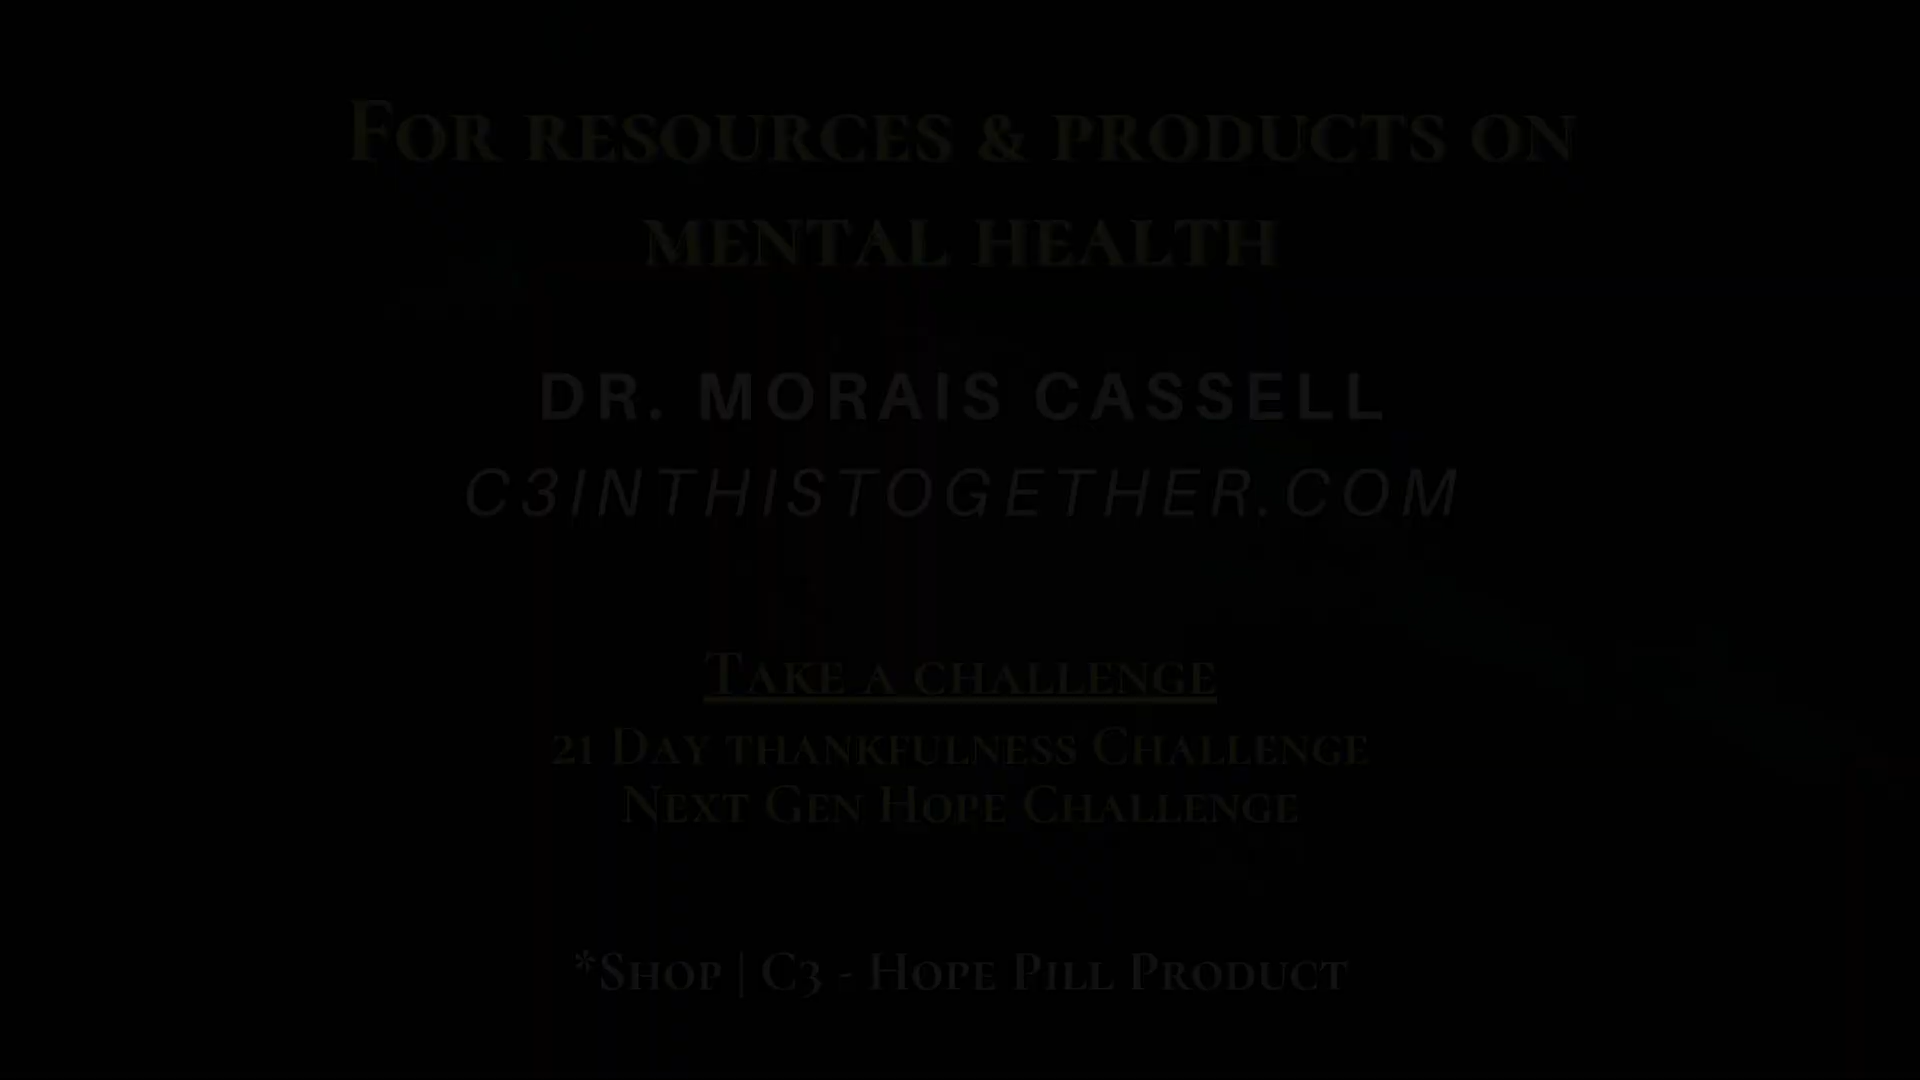 For resources & products on
mental health
DR. MORAIS CASSELL
C3INTHISTOGETHER.COM
Take a challenge
21 Day thankfulness Challenge
Next Gen Hope Challenge
*Shop | C3 - Hope Pill Product